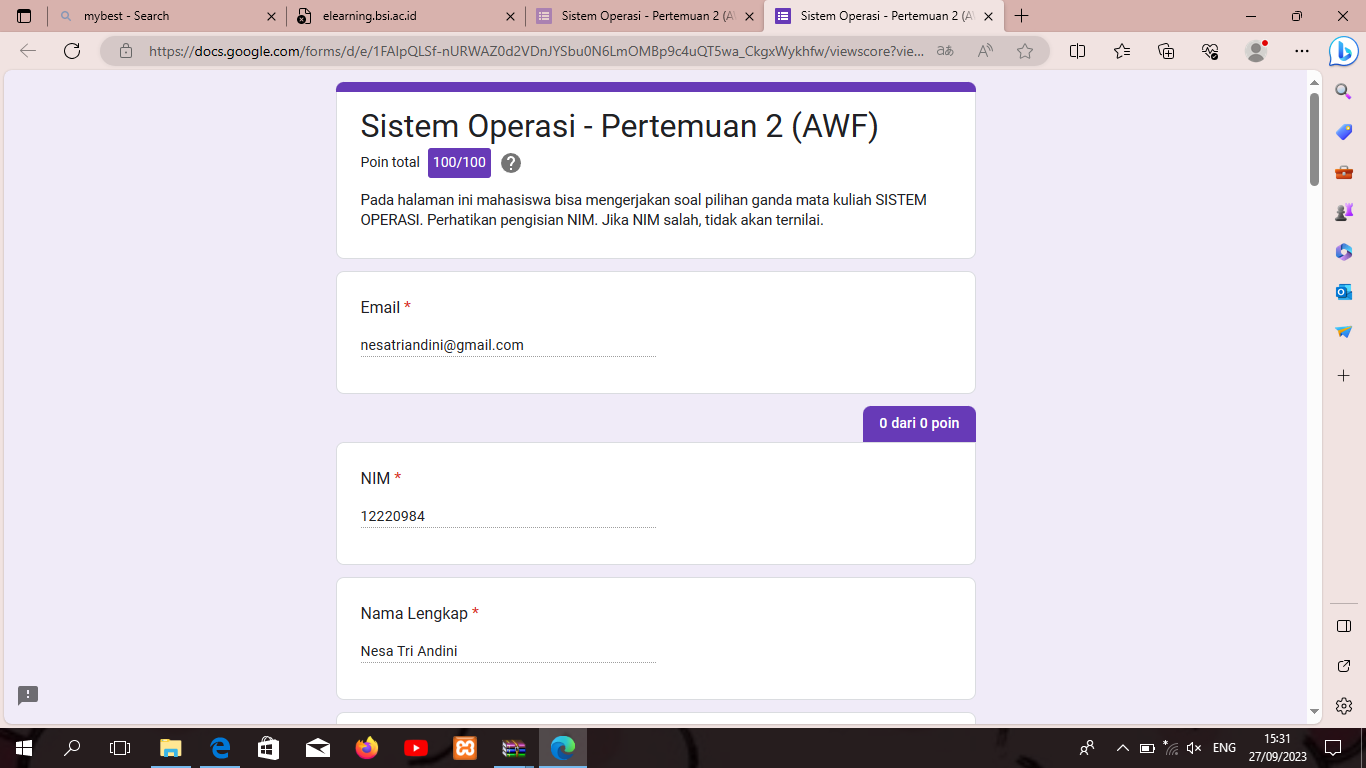 mybest - Search
elearning.bsi.ac.id
Sistem Operasi - Pertemuan 2 (A
Sistem Operasi - Pertemuan 2 (A
https://docs.google.com/forms/d/e/1FAIpQLSf-nURWAZ0d2VDnJYSbu0N6LmOMBp9c4uQT5wa_CkgxWykhfw/viewscore?vie...
Sistem Operasi - Pertemuan 2 (AWF)
Poin total 100/100
Pada halaman ini mahasiswa bisa mengerjakan soal pilihan ganda mata kuliah SISTEM
OPERASI. Perhatikan pengisian NIM. Jika NIM salah, tidak akan ternilai.
Email *
nesatriandini@gmail.com
0 dari 0 poin
NIM *
12220984
Nama Lengkap *
Nesa Tri Andini
ENG
15:31
27/09/2023